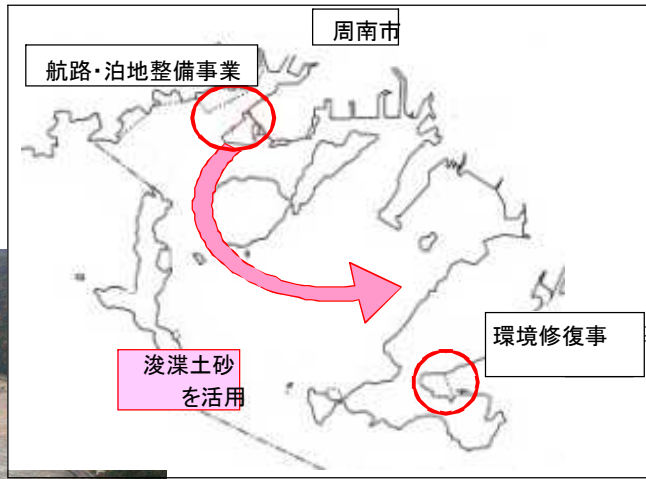 周南市
航路・泊地整備事業
環境修復事
浚渫土砂
を活用